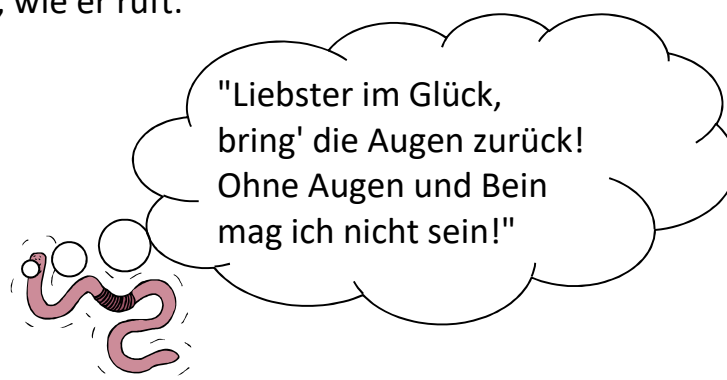 , wie er ruft:
"Liebster im Glück,
bring' die Augen zurück!
Ohne Augen und Bein
mag ich nicht sein!"